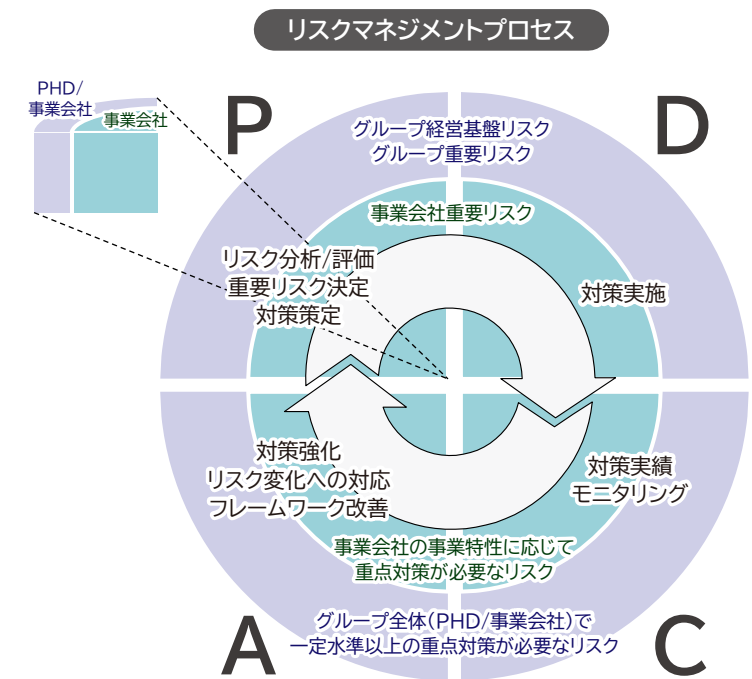 リスクマネジメントプロセス
PHD/
事業会社
事業会社
P
D
グループ経営基盤リスク
グループ重要リスク
事業会社重要リスク
リスク分析/評価
重要リスク決定
対策策定
対策実施
対策強化
リスク変化への対応
フレームワーク改善
対策実績
モニタリング
事業会社の事業特性に応じて
重点対策が必要なリスク
グループ全体(PHD/事業会社)で
一定水準以上の重点対策が必要なリスク
A
C